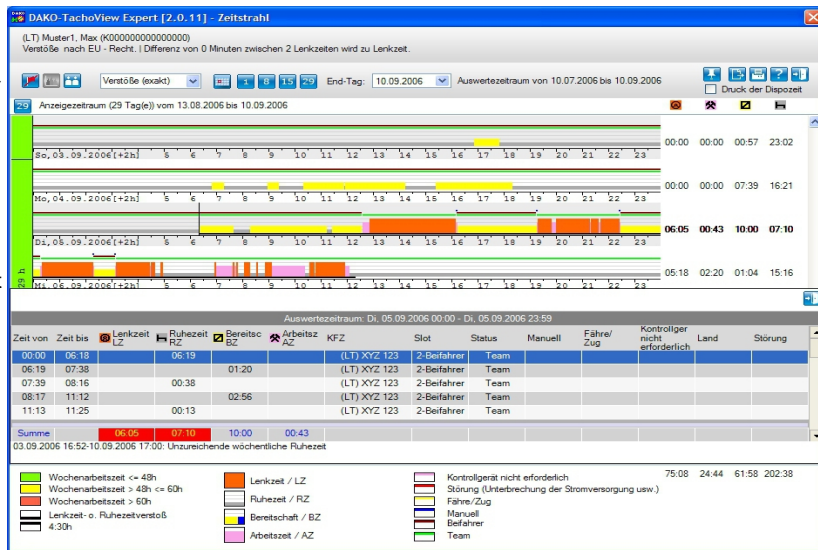 DAKO-TachoView Expert [2.0.11] - Zeitstrahl
(LT) Muster1, Max (K000000000000000)
Verstöße nach EU - Recht. | Differenz von 0 Minuten zwischen 2 Lenkzeiten wird zu Lenkzeit.
Verstöße (exakt) 1 8 15 29 End-Tag: 10.09.2006 Auswertezeitraum von 10.07.2006 bis 10.09.2006
Druck der Dispozeit
29 Anzeigezeitraum (29 Tag(e)) vom 13.08.2006 bis 10.09.2006
00:00 00:00 00:57 23:02
So,03.09.2006[+2h] 5 6 7 8 9 10 11 12 13 14 15 16 17 18 19 20 21 22 23
00:00 00:00 07:39 16:21
Mo,04.09.2006[+2h] 5 6 7 8 9 10 11 12 13 14 15 16 17 18 19 20 21 22 23
06:05 00:43 10:00 07:10
Di,05.09.2006[+2h] 5 6 7 8 9 10 11 12 13 14 15 16 17 18 19 20 21 22 23
05:18 02:20 01:04 15:16
29 h
Mi,06.09.2006[+2h] 5 6 7 8 9 10 11 12 13 14 15 16 17 18 19 20 21 22 23
Auswertezeitraum: Di, 05.09.2006 00:00 - Di, 05.09.2006 23:59
Zeit von Zeit bis Lenkzeit LZ Ruhezeit RZ Bereitsc BZ Arbeitsz AZ KFZ Slot Status Manuell Fähre/ Zug Kontrollger nicht erforderlich Land Störung
00:00 06:18 06:19 (LT) XYZ 123 2-Beifahrer Team
06:19 07:38 01:20 (LT) XYZ 123 2-Beifahrer Team
07:39 08:16 00:38 (LT) XYZ 123 2-Beifahrer Team
08:17 11:12 02:56 (LT) XYZ 123 2-Beifahrer Team
11:13 11:25 00:13 (LT) XYZ 123 2-Beifahrer Team
Summe 06:05 07:10 10:00 00:43
03.09.2006 16:52-10.09.2006 17:00: Unzureichende wöchentliche Ruhezeit
75:08 24:44 61:58 202:38
Wochenarbeitszeit <= 48h
Wochenarbeitszeit > 48h <= 60h
Wochenarbeitszeit > 60h
Lenkzeit- o. Ruhezeitverstoß
4:30h
Lenkzeit / LZ
Ruhezeit / RZ
Bereitschaft / BZ
Arbeitszeit / AZ
Kontrollgerät nicht erforderlich
Störung (Unterbrechung der Stromversorgung usw.)
Fähre/Zug
Manuell
Beifahrer
Team